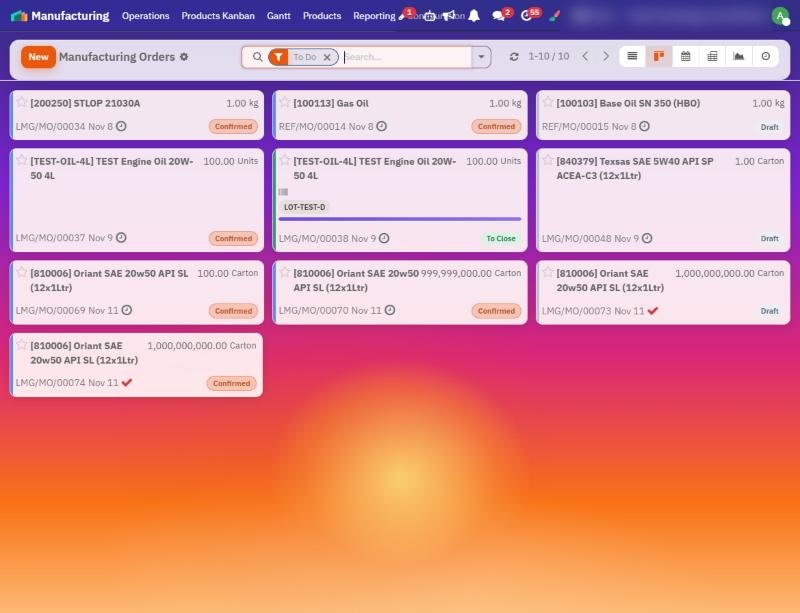 Manufacturing Operations Products Kanban Gantt Products Reporting 1 2 55 A
New Manufacturing Orders To Do Search... 1-10 / 10
[200250] STLOP 21030A 1.00 kg
LMG/MO/00034 Nov 8 Confirmed
[100113] Gas Oil 1.00 kg
REF/MO/00014 Nov 8 Confirmed
[100103] Base Oil SN 350 (HBO) 1.00 kg
REF/MO/00015 Nov 8 Draft
[TEST-OIL-4L] TEST Engine Oil 20W- 100.00 Units
50 4L
LMG/MO/00037 Nov 9 Confirmed
[TEST-OIL-4L] TEST Engine Oil 20W- 100.00 Units
50 4L
LOT-TEST-D
LMG/MO/00038 Nov 9 To Close
[840379] Texsas SAE 5W40 API SP 1.00 Carton
ACEA-C3 (12x1Ltr)
LMG/MO/00048 Nov 9 Draft
[810006] Oriant SAE 20w50 API SL 100.00 Carton
(12x1Ltr)
LMG/MO/00069 Nov 11 Confirmed
[810006] Oriant SAE 20w50 999,999,000.00 Carton
API SL (12x1Ltr)
LMG/MO/00070 Nov 11 Confirmed
[810006] Oriant SAE 1,000,000,000.00 Carton
20w50 API SL (12x1Ltr)
LMG/MO/00073 Nov 11 Draft
[810006] Oriant SAE 1,000,000,000.00 Carton
20w50 API SL (12x1Ltr)
LMG/MO/00074 Nov 11 Confirmed